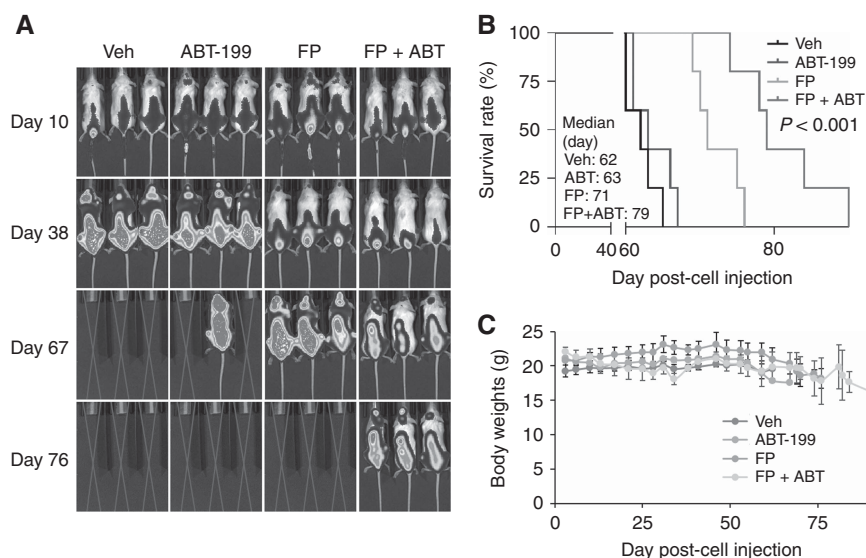 A
Veh ABT-199 FP FP + ABT
Day 10
Day 38
Day 67
Day 76
B
Survival rate (%)
100
75
50
25
0
Veh
ABT-199
FP
FP + ABT
P < 0.001
Median
(day)
Veh: 62
ABT: 63
FP: 71
FP+ABT: 79
0 40 60 80
Day post-cell injection
C
Body weights (g)
25
20
15
10
5
0
Veh
ABT-199
FP
FP + ABT
0 25 50 75
Day post-cell injection